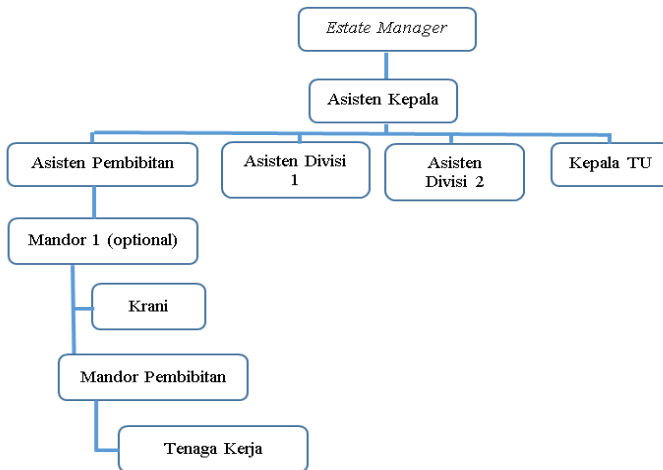 Estate Manager
Asisten Kepala
Asisten Pembibitan
Asisten Divisi
1
Asisten
Divisi 2
Kepala TU
Mandor 1 (optional)
Krani
Mandor Pembibitan
Tenaga Kerja